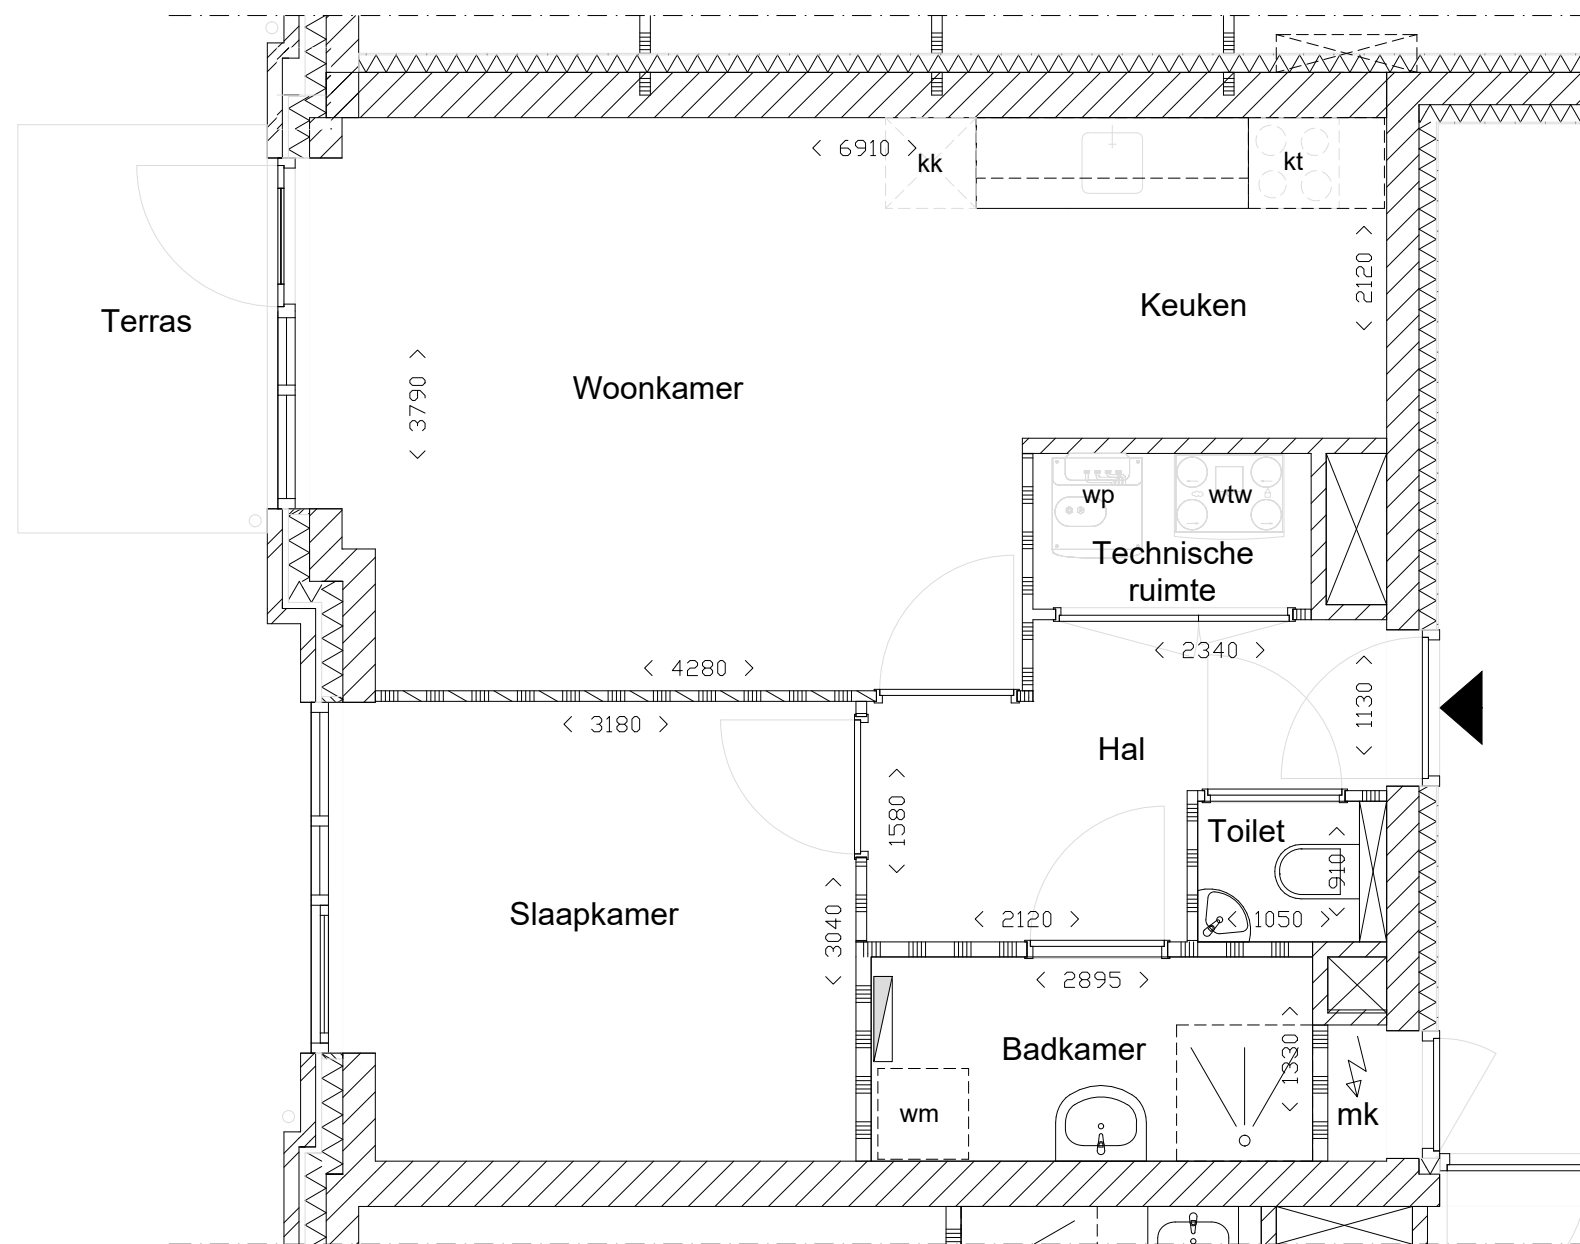 6910
kk
kt
2120
Keuken
Terras
3790
Woonkamer
wp
wtw
Technische
ruimte
4280
2340
1130
3180
Hal
1580
Toilet
910
Slaapkamer
3040
2120
1050
2895
Badkamer
1330
wm
mk